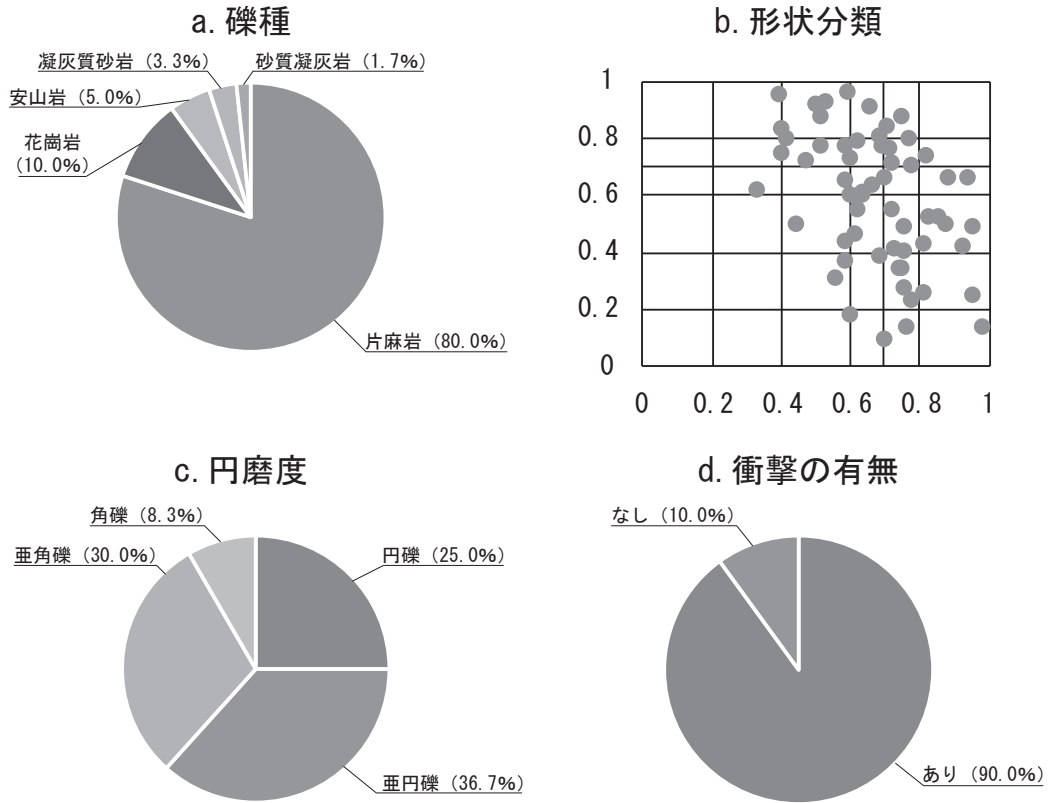 a. 礫種
凝灰質砂岩（3.3%）
砂質凝灰岩（1.7%）
安山岩（5.0%）
花崗岩
（10.0%）
片麻岩（80.0%）
b. 形状分類
1
0.8
0.6
0.4
0.2
0
0 0.2 0.4 0.6 0.8 1
c. 円磨度
角礫（8.3%）
亜角礫（30.0%）
円礫（25.0%）
亜円礫（36.7%）
d. 衝撃の有無
なし（10.0%）
あり（90.0%）